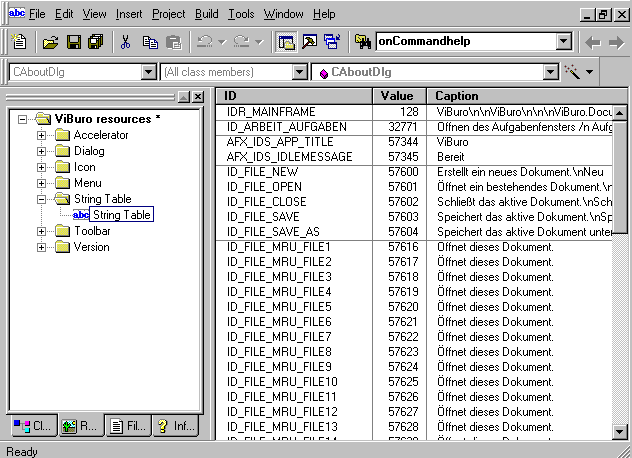 abc File Edit View Insert Project Build Tools Window Help
onCommandhelp
CAboutDlg (All class members) CAboutDlg
ViBuro resources *
Accelerator
Dialog
Icon
Menu
String Table
abc String Table
Toolbar
Version
Cl... R... Fil... ? Inf...
ID Value Caption
IDR_MAINFRAME 128 ViBuro\n\nViBuro\n\n\nViBuro.Docu
ID_ARBEIT_AUFGABEN 32771 Öffnen des Aufgabenfensters /n Aufg
AFX_IDS_APP_TITLE 57344 ViBuro
AFX_IDS_IDLEMESSAGE 57345 Bereit
ID_FILE_NEW 57600 Erstellt ein neues Dokument.\nNeu
ID_FILE_OPEN 57601 Öffnet ein bestehendes Dokument.\n
ID_FILE_CLOSE 57602 Schließt das aktive Dokument.\nSch
ID_FILE_SAVE 57603 Speichert das aktive Dokument.\nSp
ID_FILE_SAVE_AS 57604 Speichert das aktive Dokument unter
ID_FILE_MRU_FILE1 57616 Öffnet dieses Dokument.
ID_FILE_MRU_FILE2 57617 Öffnet dieses Dokument.
ID_FILE_MRU_FILE3 57618 Öffnet dieses Dokument.
ID_FILE_MRU_FILE4 57619 Öffnet dieses Dokument.
ID_FILE_MRU_FILE5 57620 Öffnet dieses Dokument.
ID_FILE_MRU_FILE6 57621 Öffnet dieses Dokument.
ID_FILE_MRU_FILE7 57622 Öffnet dieses Dokument.
ID_FILE_MRU_FILE8 57623 Öffnet dieses Dokument.
ID_FILE_MRU_FILE9 57624 Öffnet dieses Dokument.
ID_FILE_MRU_FILE10 57625 Öffnet dieses Dokument.
ID_FILE_MRU_FILE11 57626 Öffnet dieses Dokument.
ID_FILE_MRU_FILE12 57627 Öffnet dieses Dokument.
ID_FILE_MRU_FILE13 57628 Öffnet dieses Dokument.
ID_FILE_MRU_FILE14 57629 Öffnet dieses Dokument.
Ready